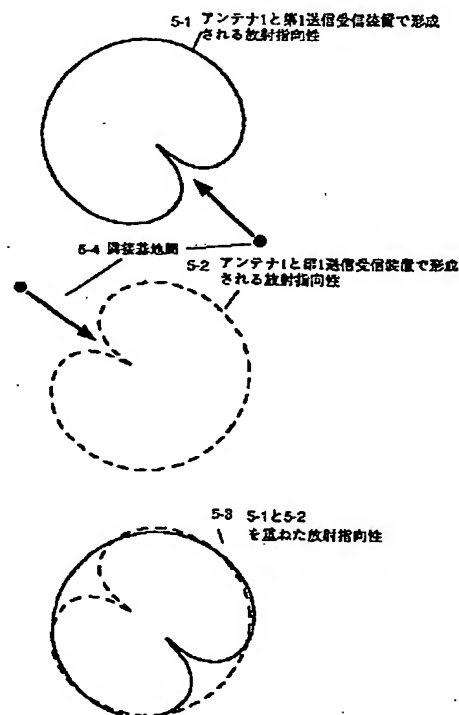 5-1 アンテナ1と第1送信受信装置で形成
される放射指向性
5-4 隣接基地局
5-2 アンテナ1と第1送信受信装置で形成
される放射指向性
5-3 5-1と5-2
を重ねた放射指向性